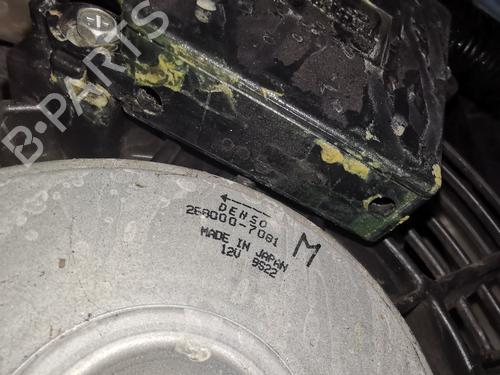 DENSO
268000-7081
MADE IN JAPAN
12V 9S22
M
B-PARTS